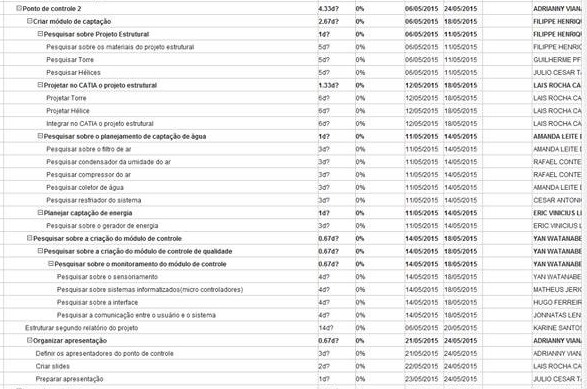 Ponto de controle 2 4.33d? 0% 06/05/2015 24/05/2015 ADRIANNY VIAN
Criar módulo de captação 2.67d? 0% 06/05/2015 18/05/2015 FILIPPE HENRIQ
Pesquisar sobre Projeto Estrutural 1d? 0% 06/05/2015 11/05/2015 FILIPPE HENRIQ
Pesquisar sobre os materiais do projeto estrutural 5d? 0% 06/05/2015 11/05/2015 FILIPPE HENRIC
Pesquisar Torre 5d? 0% 06/05/2015 11/05/2015 GUILHERME PF
Pesquisar Hélices 5d? 0% 06/05/2015 11/05/2015 JULIO CESAR T
Projetar no CATIA o projeto estrutural 1.33d? 0% 12/05/2015 18/05/2015 LAIS ROCHA CA
Projetar Torre 6d? 0% 12/05/2015 18/05/2015 LAIS ROCHA CA
Projetar Hélice 6d? 0% 12/05/2015 18/05/2015 LAIS ROCHA CA
Integrar no CATIA o projeto estrutural 6d? 0% 12/05/2015 18/05/2015 LAIS ROCHA CA
Pesquisar sobre o planejamento de captação de água 1d? 0% 11/05/2015 14/05/2015 AMANDA LEITE
Pesquisar sobre o filtro de ar 3d? 0% 11/05/2015 14/05/2015 AMANDA LEITE
Pesquisar condensador da umidade do ar 3d? 0% 11/05/2015 14/05/2015 RAFAEL CONTE
Pesquisar compressor do ar 3d? 0% 11/05/2015 14/05/2015 RAFAEL CONTE
Pesquisar coletor de água 3d? 0% 11/05/2015 14/05/2015 AMANDA LEITE
Pesquisar resfriador do sistema 3d? 0% 11/05/2015 14/05/2015 CESAR ANTONI
Planejar captação de energia 1d? 0% 11/05/2015 14/05/2015 ERIC VINICIUS L
Pesquisar sobre o gerador de energia 3d? 0% 11/05/2015 14/05/2015 ERIC VINICIUS L
Pesquisar sobre a criação do módulo de controle 0.67d? 0% 14/05/2015 18/05/2015 YAN WATANABE
Pesquisar sobre a criação do módulo de controle de qualidade 0.67d? 0% 14/05/2015 18/05/2015 YAN WATANABE
Pesquisar sobre o monitoramento do módulo de controle 0.67d? 0% 14/05/2015 18/05/2015 YAN WATANABE
Pesquisar sobre o sensoriamento 4d? 0% 14/05/2015 18/05/2015 YAN WATANABE
Pesquisar sobre sistemas informatizados(micro controladores) 4d? 0% 14/05/2015 18/05/2015 MATHEUS JERIC
Pesquisar sobre a interface 4d? 0% 14/05/2015 18/05/2015 HUGO FERREIR
Pesquisar a comunicação entre o usuário e o sistema 4d? 0% 14/05/2015 18/05/2015 JONNATAS LEN
Estruturar segundo relatório do projeto 14d? 0% 06/05/2015 20/05/2015 KARINE SANTOS
Organizar apresentação 0.67d? 0% 21/05/2015 24/05/2015 ADRIANNY VIAN
Definir os apresentadores do ponto de controle 3d? 0% 21/05/2015 24/05/2015 ADRIANNY VIAN
Criar slides 2d? 0% 22/05/2015 24/05/2015 LAIS ROCHA CA
Preparar apresentação 1d? 0% 23/05/2015 24/05/2015 JULIO CESAR T